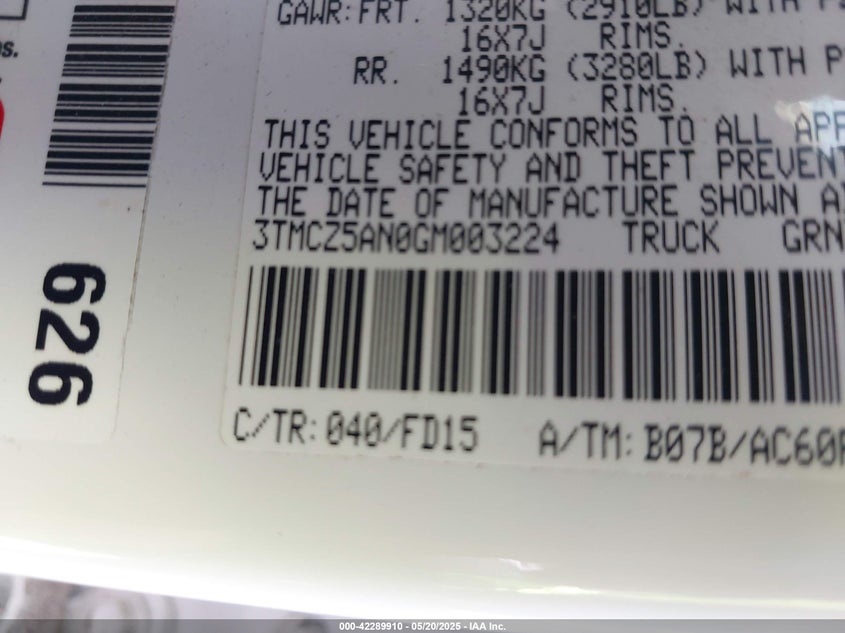 GAWR: FRT. 1320KG (2910LB) WITH
16X7J RIMS.
RR. 1490KG (3280LB) WITH
16X7J RIMS.
THIS VEHICLE CONFORMS TO ALL APP
VEHICLE SAFETY AND THEFT PREVENT
THE DATE OF MANUFACTURE SHOWN A
3TMCZ5AN0GM003224 TRUCK GRN
C/TR: 040/FD15 A/TM: B07B/AC60
626
000-42289910 - 05/20/2025 - IAA Inc.